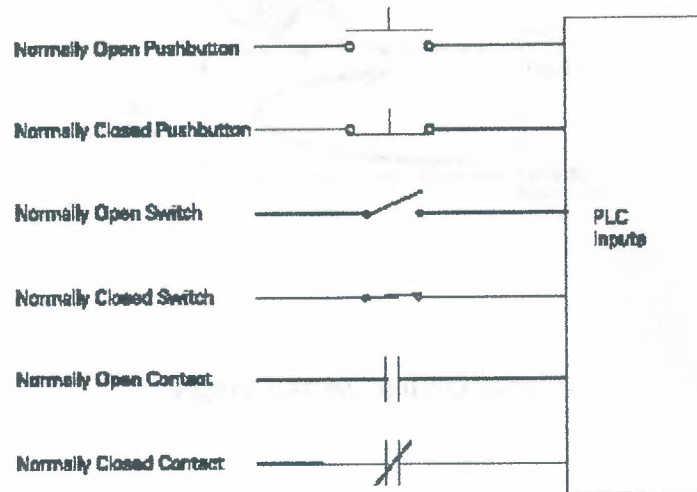 Normally Open Pushbutton
Normally Closed Pushbutton
Normally Open Switch
PLC
Inputs
Normally Closed Switch
Normally Open Contact
Normally Closed Contact